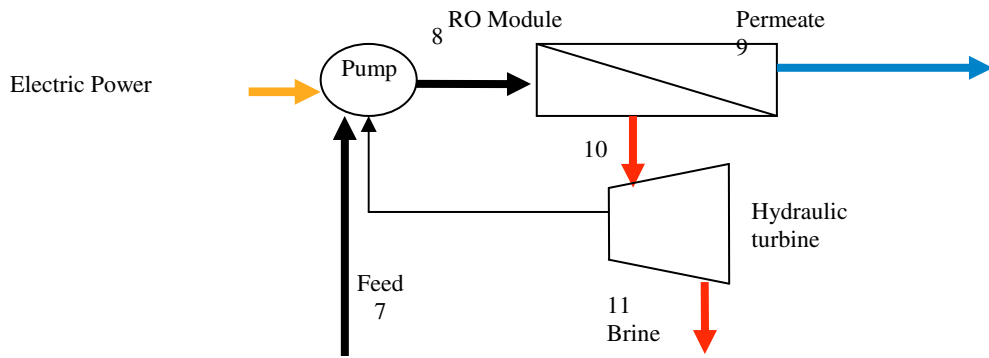 RO Module
8
Permeate
9
Pump
Electric Power
10
Hydraulic
turbine
Feed
7
11
Brine